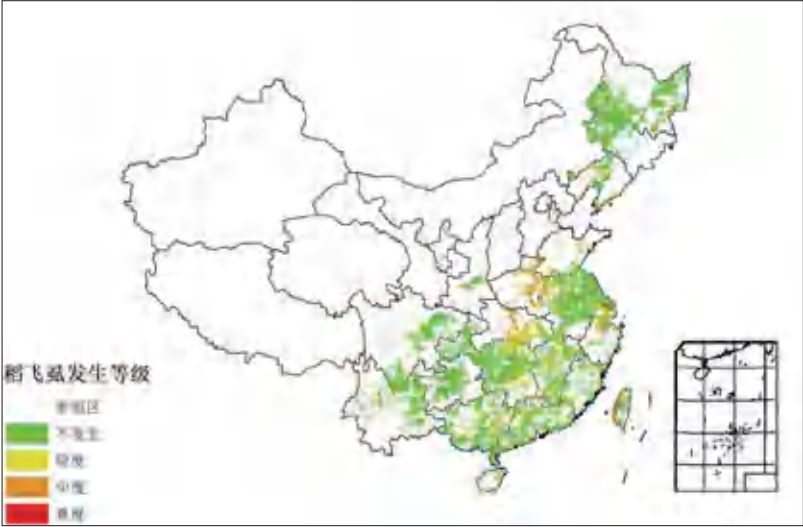 稻飞虱发生等级
非稻区
不发生
轻度
中度
重度